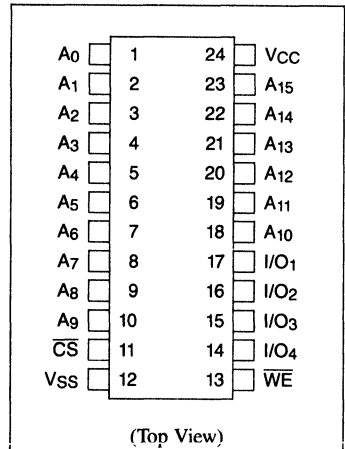 A0 1 24 VCC
A1 2 23 A15
A2 3 22 A14
A3 4 21 A13
A4 5 20 A12
A5 6 19 A11
A6 7 18 A10
A7 8 17 I/O1
A8 9 16 I/O2
A9 10 15 I/O3
C̅S̅ 11 14 I/O4
VSS 12 13 W̅E̅
(Top View)